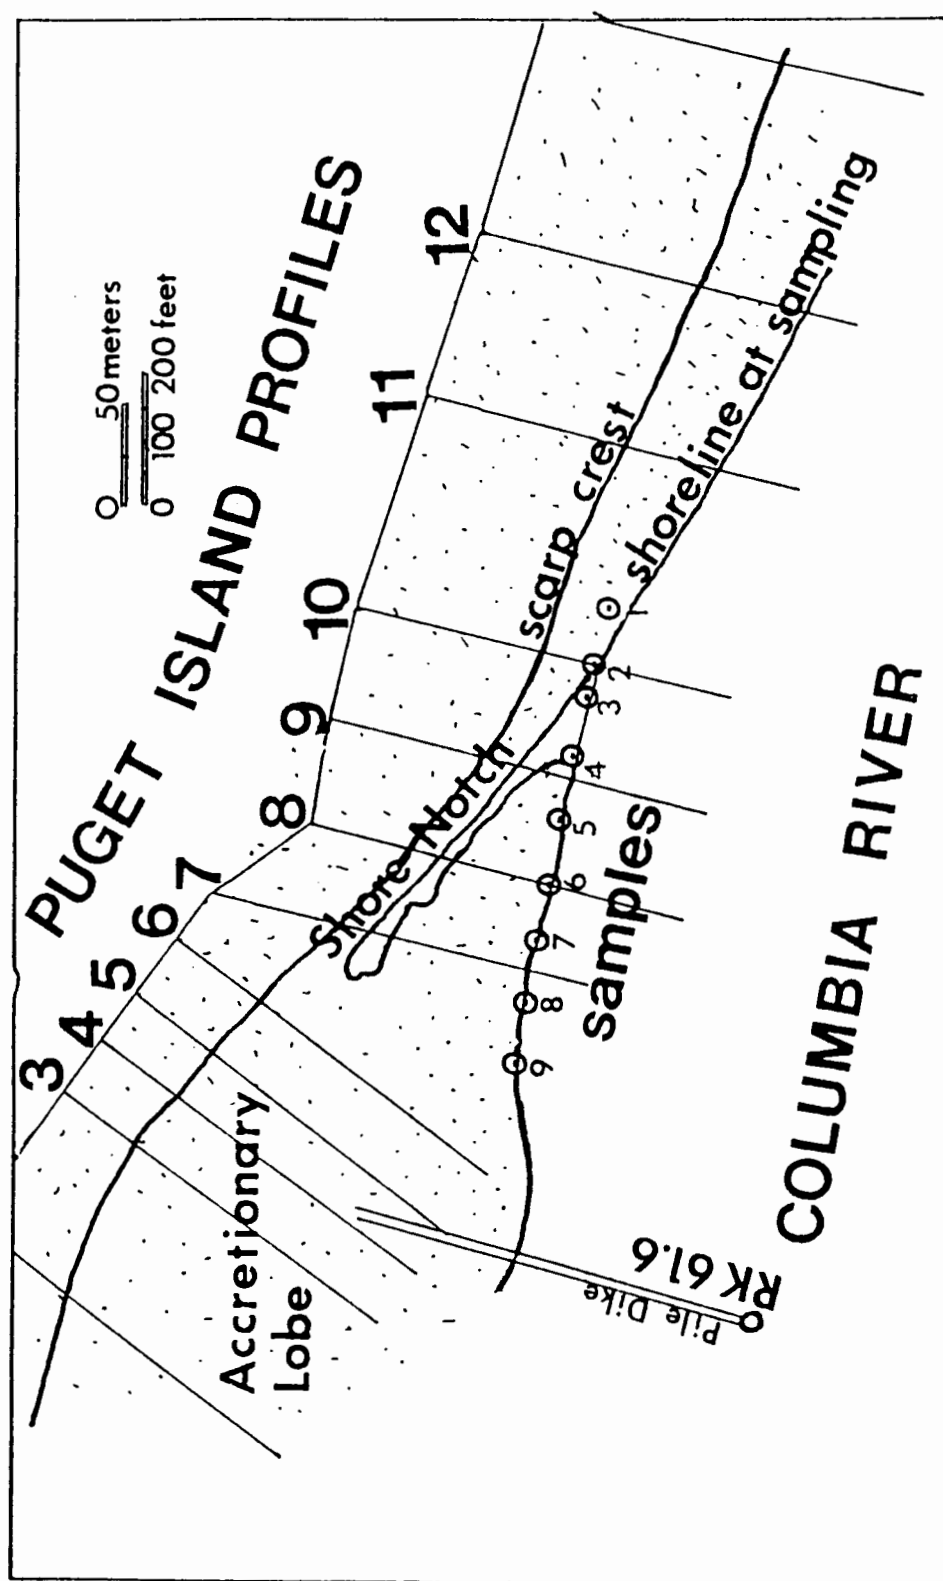 PUGET ISLAND PROFILES
0 50 meters
0 100 200 feet
3 4 5 6 7 8 9 10 11 12
scarp crest
Shore Notch
shoreline at sampling
1 2 3 4 5 6 7 8 9
samples
Accretionary
Lobe
Pile Dike
RK 61.6
COLUMBIA RIVER